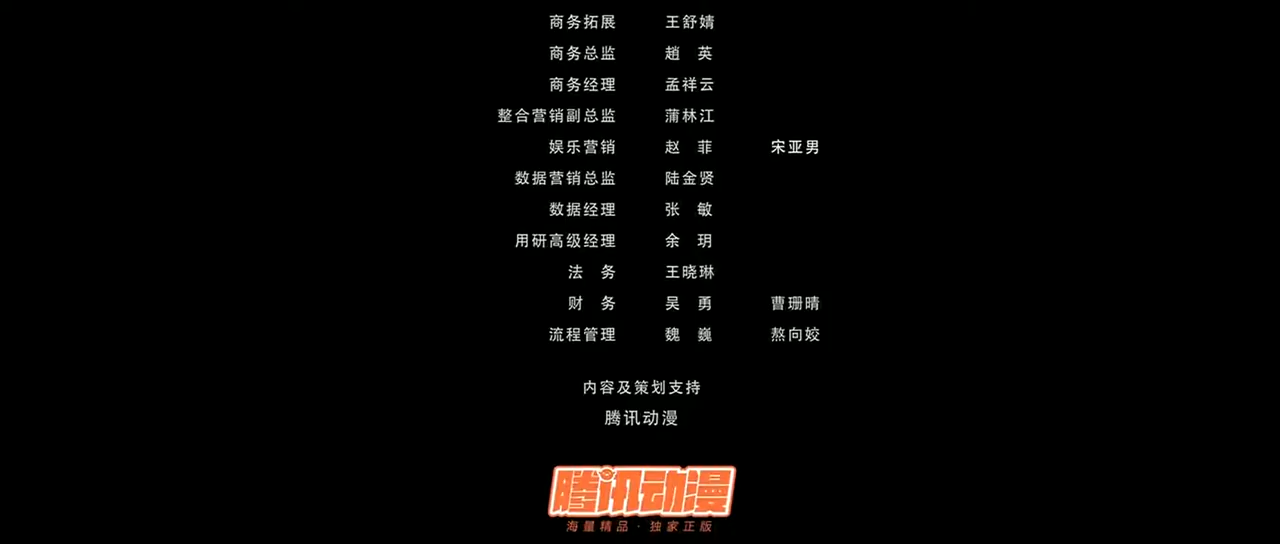 商务拓展 王舒婧
商务总监 趙 英
商务经理 孟祥云
整合营销副总监 蒲林江
娱乐营销 赵 菲 宋亚男
数据营销总监 陆金贤
数据经理 张 敏
用研高级经理 余 玥
法 务 王晓琳
财 务 吴 勇 曹珊晴
流程管理 魏 巍 熬向姣
内容及策划支持
腾讯动漫
腾讯动漫
海量精品·独家正版